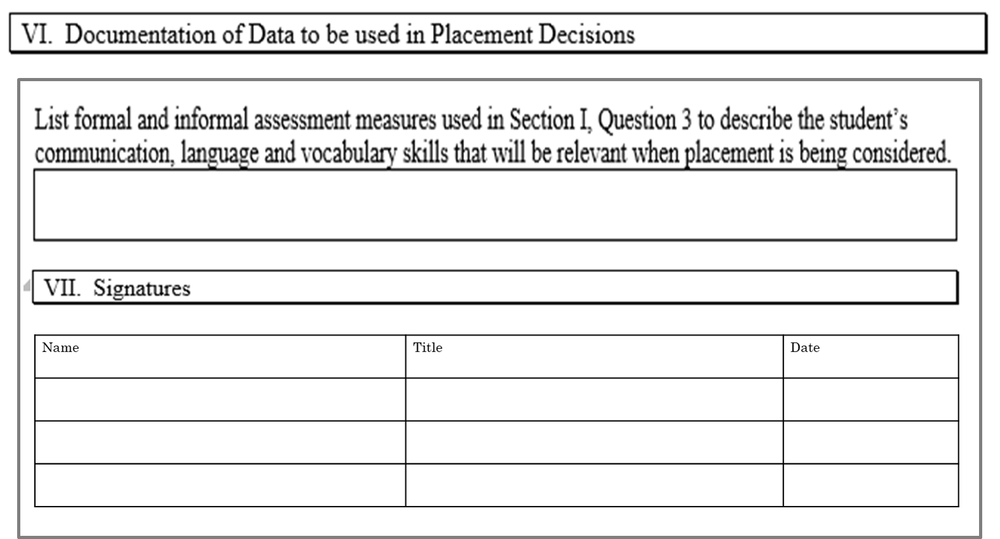 VI. Documentation of Data to be used in Placement Decisions
List formal and informal assessment measures used in Section I, Question 3 to describe the student’s
communication, language and vocabulary skills that will be relevant when placement is being considered.
VII. Signatures
Name Title Date